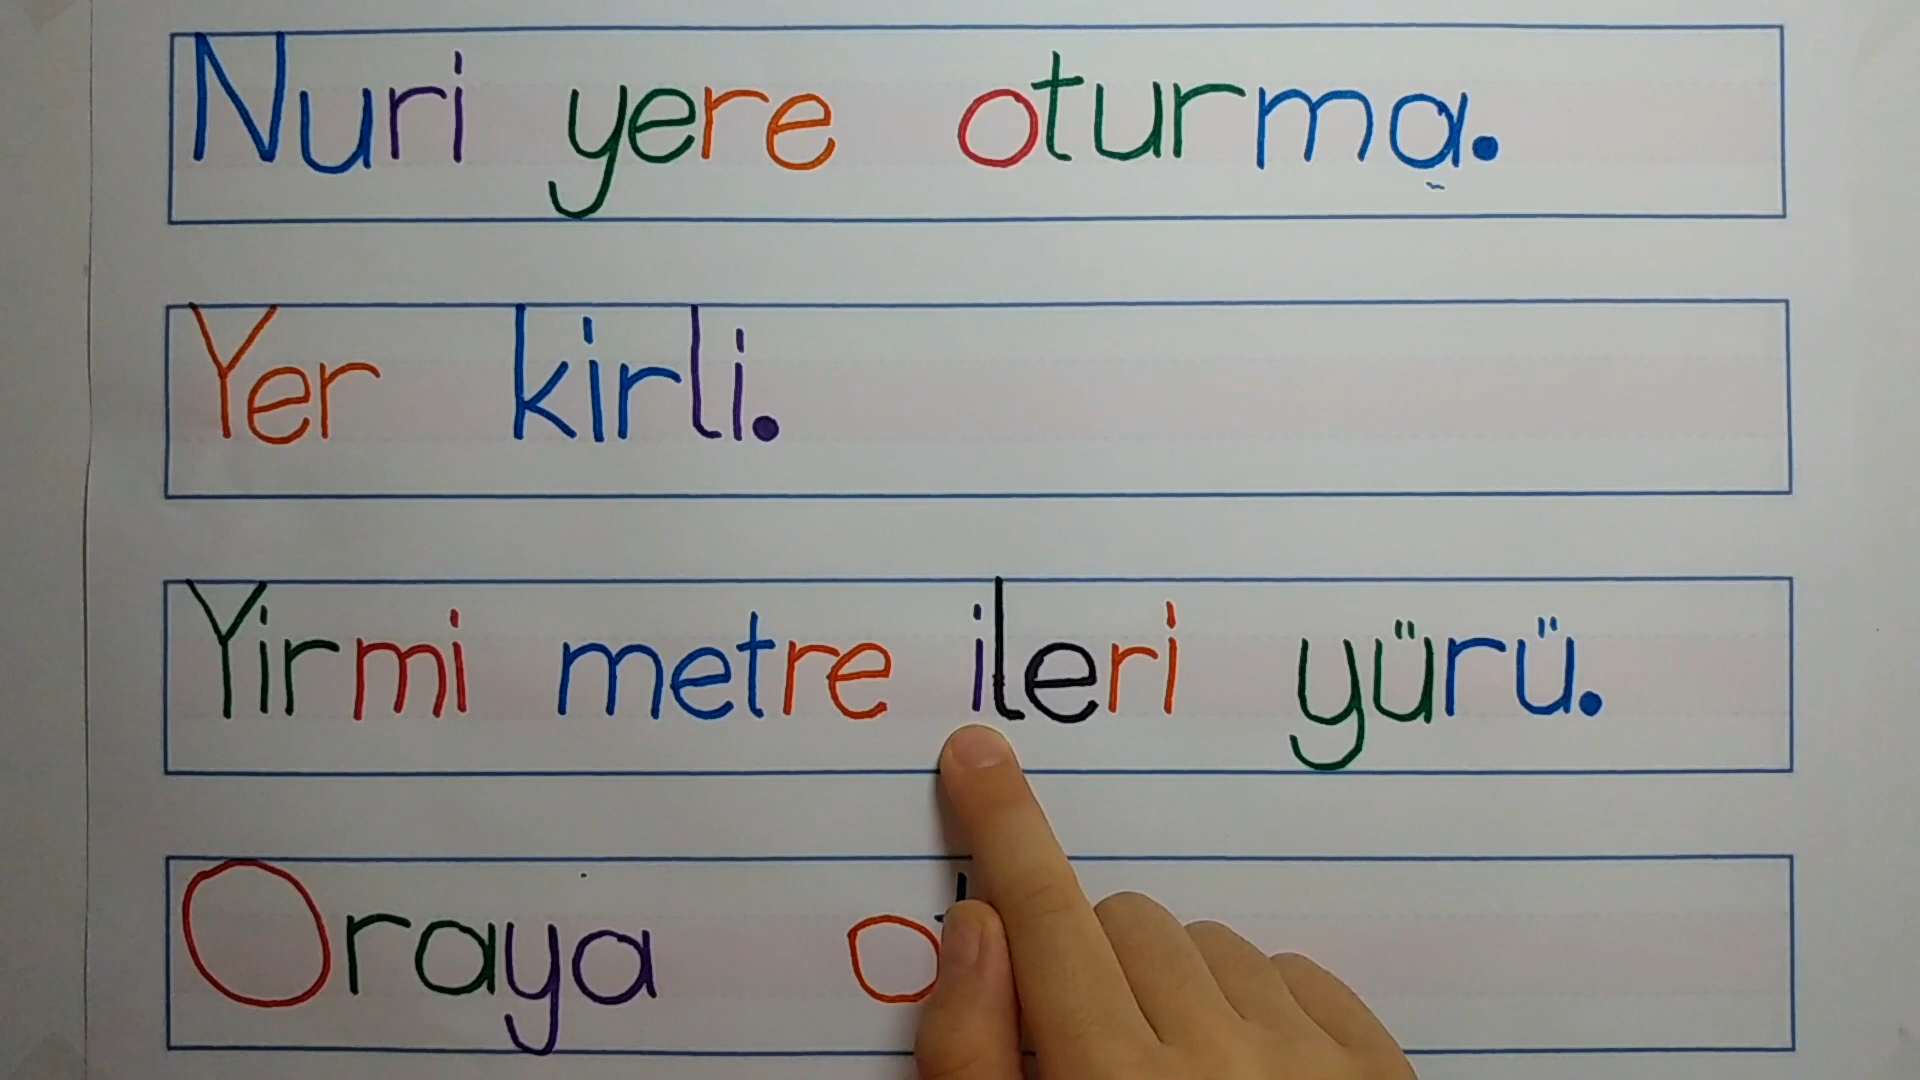 Nuri yere oturma.
Yer kirli.
Yirmi metre ileri yürü.
Oraya